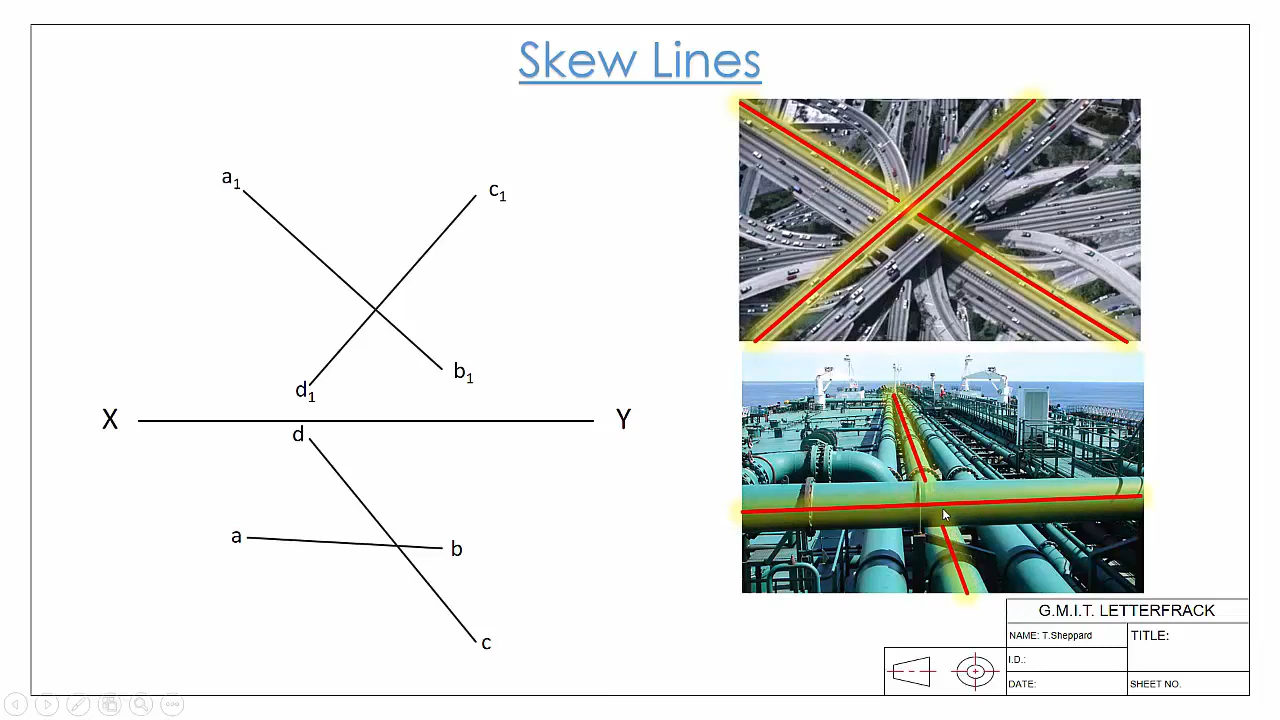 Skew Lines
a₁
c₁
b₁
d₁
X
Y
d
a
b
c
G.M.I.T. LETTERFRACK
NAME: T.Sheppard
TITLE:
I.D.:
DATE:
SHEET NO.